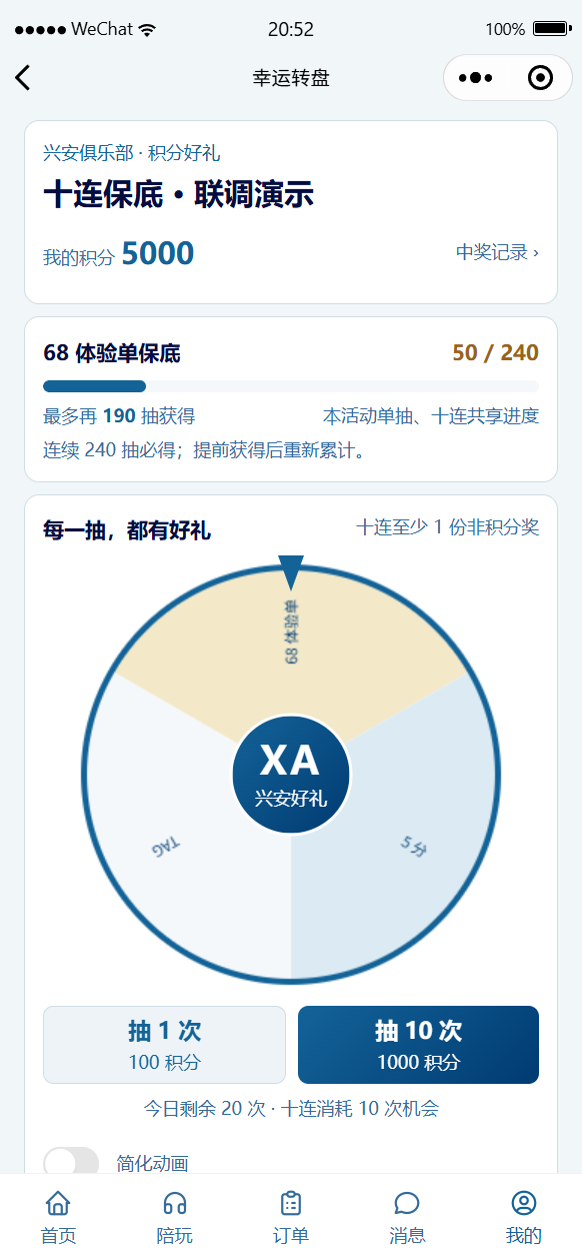 WeChat 20:52 100%
幸运转盘
兴安俱乐部 · 积分好礼
十连保底 · 联调演示
我的积分 5000 中奖记录 ›
68 体验单保底 50 / 240
最多再 190 抽获得 本活动单抽、十连共享进度
连续 240 抽必得；提前获得后重新累计。
每一抽，都有好礼 十连至少 1 份非积分奖
68 体验单
XA
兴安好礼
TAG 5 分
抽 1 次 抽 10 次
100 积分 1000 积分
今日剩余 20 次 · 十连消耗 10 次机会
简化动画
首页 陪玩 订单 消息 我的